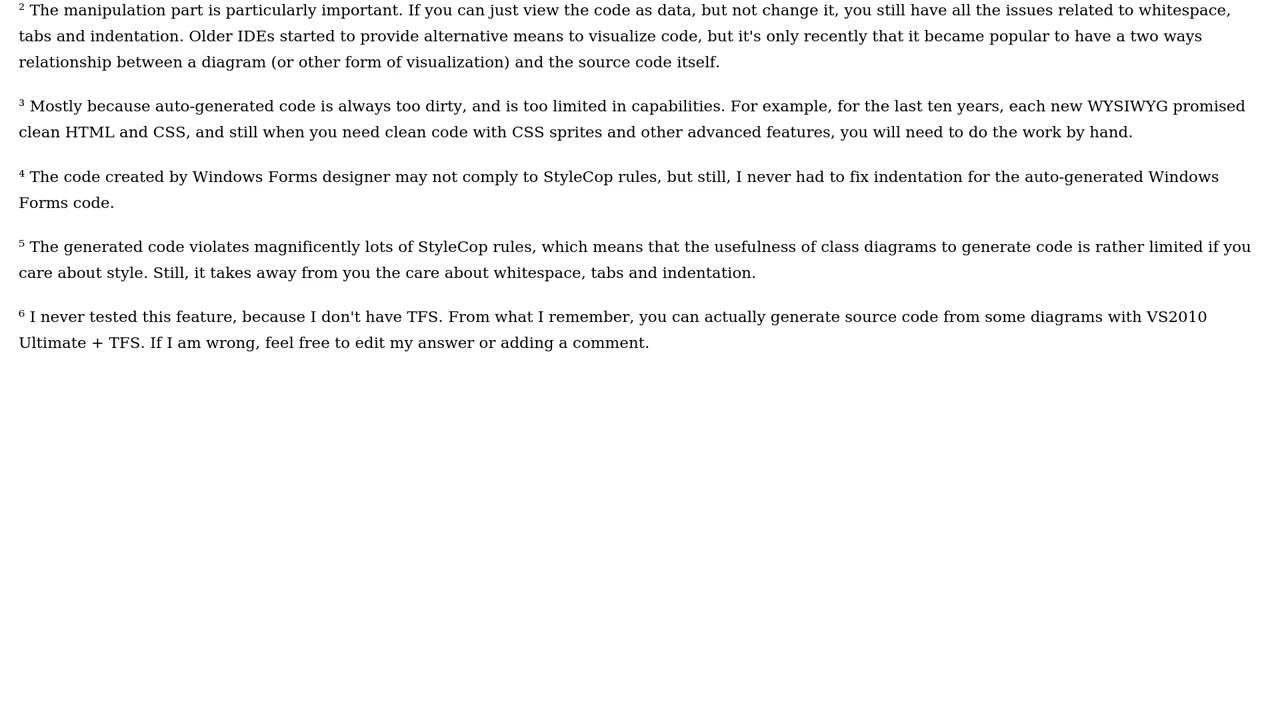 ² The manipulation part is particularly important. If you can just view the code as data, but not change it, you still have all the issues related to whitespace,
tabs and indentation. Older IDEs started to provide alternative means to visualize code, but it's only recently that it became popular to have a two ways
relationship between a diagram (or other form of visualization) and the source code itself.
³ Mostly because auto-generated code is always too dirty, and is too limited in capabilities. For example, for the last ten years, each new WYSIWYG promised
clean HTML and CSS, and still when you need clean code with CSS sprites and other advanced features, you will need to do the work by hand.
⁴ The code created by Windows Forms designer may not comply to StyleCop rules, but still, I never had to fix indentation for the auto-generated Windows
Forms code.
⁵ The generated code violates magnificently lots of StyleCop rules, which means that the usefulness of class diagrams to generate code is rather limited if you
care about style. Still, it takes away from you the care about whitespace, tabs and indentation.
⁶ I never tested this feature, because I don't have TFS. From what I remember, you can actually generate source code from some diagrams with VS2010
Ultimate + TFS. If I am wrong, feel free to edit my answer or adding a comment.